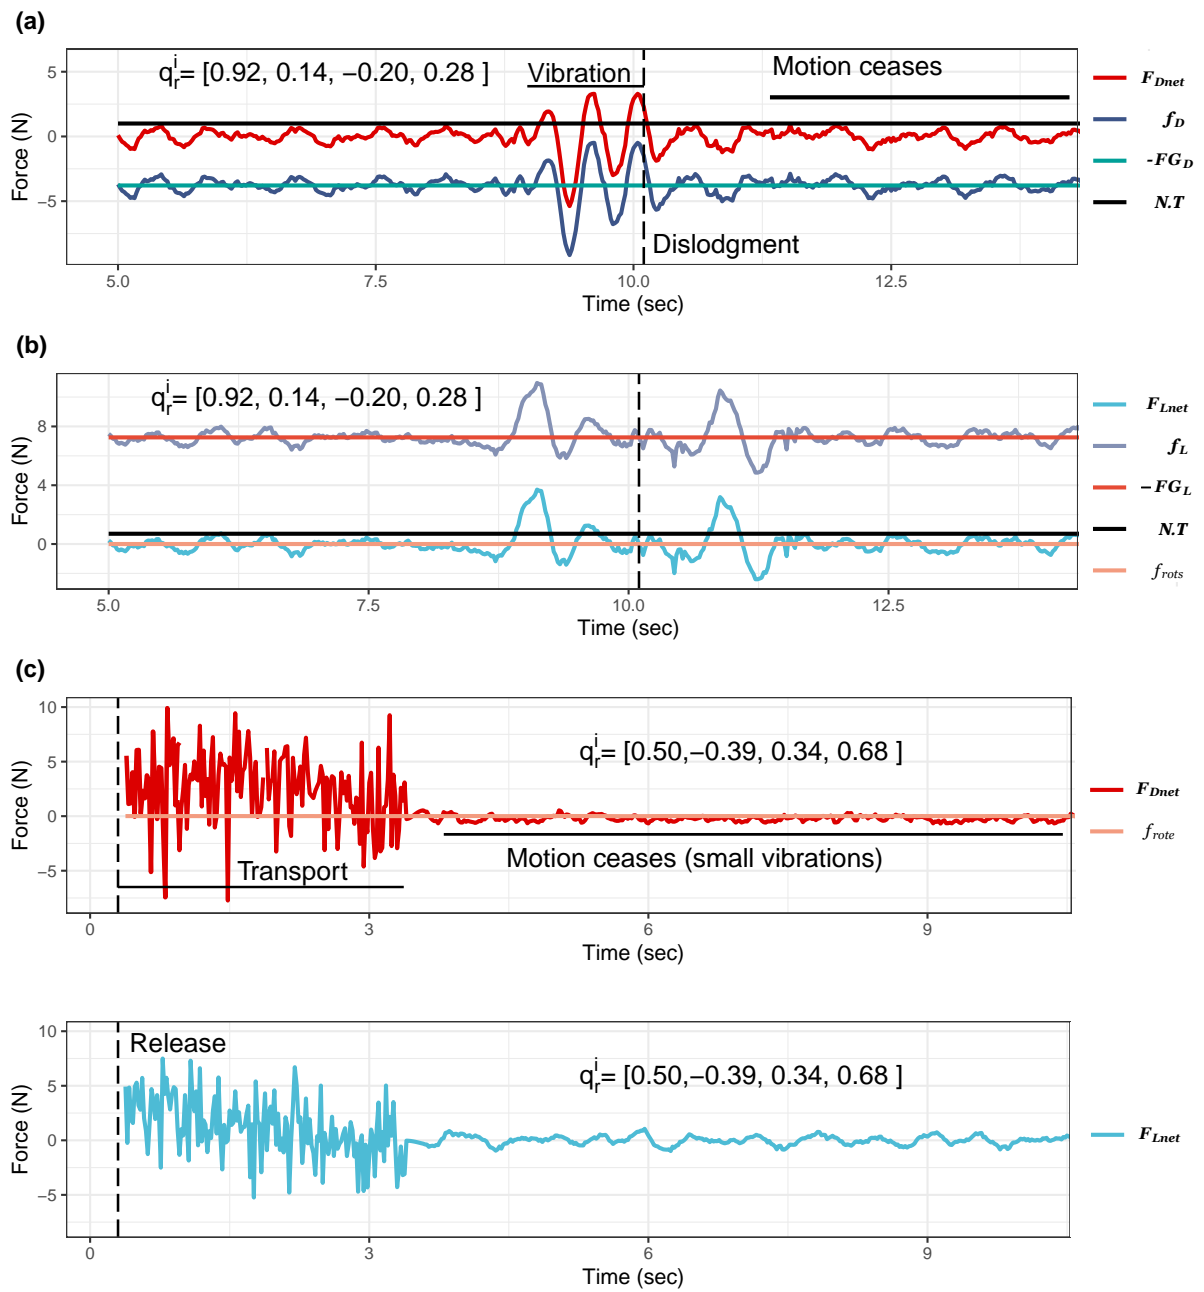 (a)
q_r^i= [0.92, 0.14, −0.20, 0.28 ]
Vibration
Motion ceases
Dislodgment
Force (N)
5
0
−5
5.0 7.5 10.0 12.5
Time (sec)
F_Dnet
f_D
-FG_D
N.T
(b)
q_r^i= [0.92, 0.14, −0.20, 0.28 ]
Force (N)
8
4
0
5.0 7.5 10.0 12.5
Time (sec)
F_Lnet
f_L
−FG_L
N.T
f_rots
(c)
q_r^i= [0.50,−0.39, 0.34, 0.68 ]
Transport
Motion ceases (small vibrations)
Force (N)
10
5
0
−5
0 3 6 9
Time (sec)
F_Dnet
f_rote
Release
q_r^i= [0.50,−0.39, 0.34, 0.68 ]
Force (N)
10
5
0
−5
0 3 6 9
Time (sec)
F_Lnet